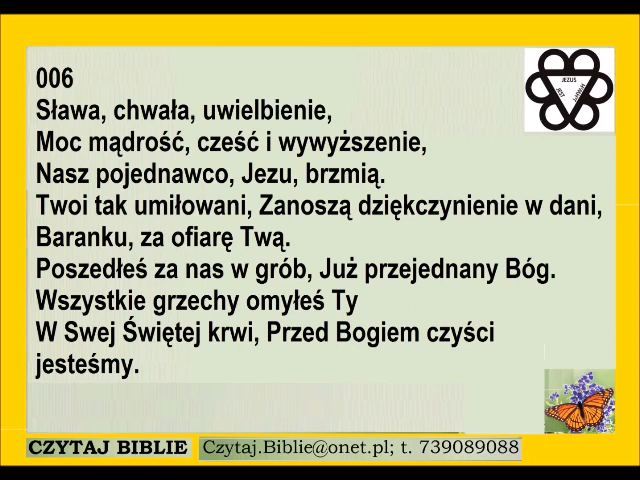 006
Sława, chwała, uwielbienie,
Moc mądrość, cześć i wywyższenie,
Nasz pojednawco, Jezu, brzmią.
Twoi tak umiłowani, Zanoszą dziękczynienie w dani,
Baranku, za ofiarę Twą.
Poszedłeś za nas w grób, Już przejednany Bóg.
Wszystkie grzechy omyłeś Ty
W Swej Świętej krwi, Przed Bogiem czyści
jesteśmy.
JEZUS
JEST
CZYTAJ BIBLIE Czytaj.Biblie@onet.pl; t. 739089088